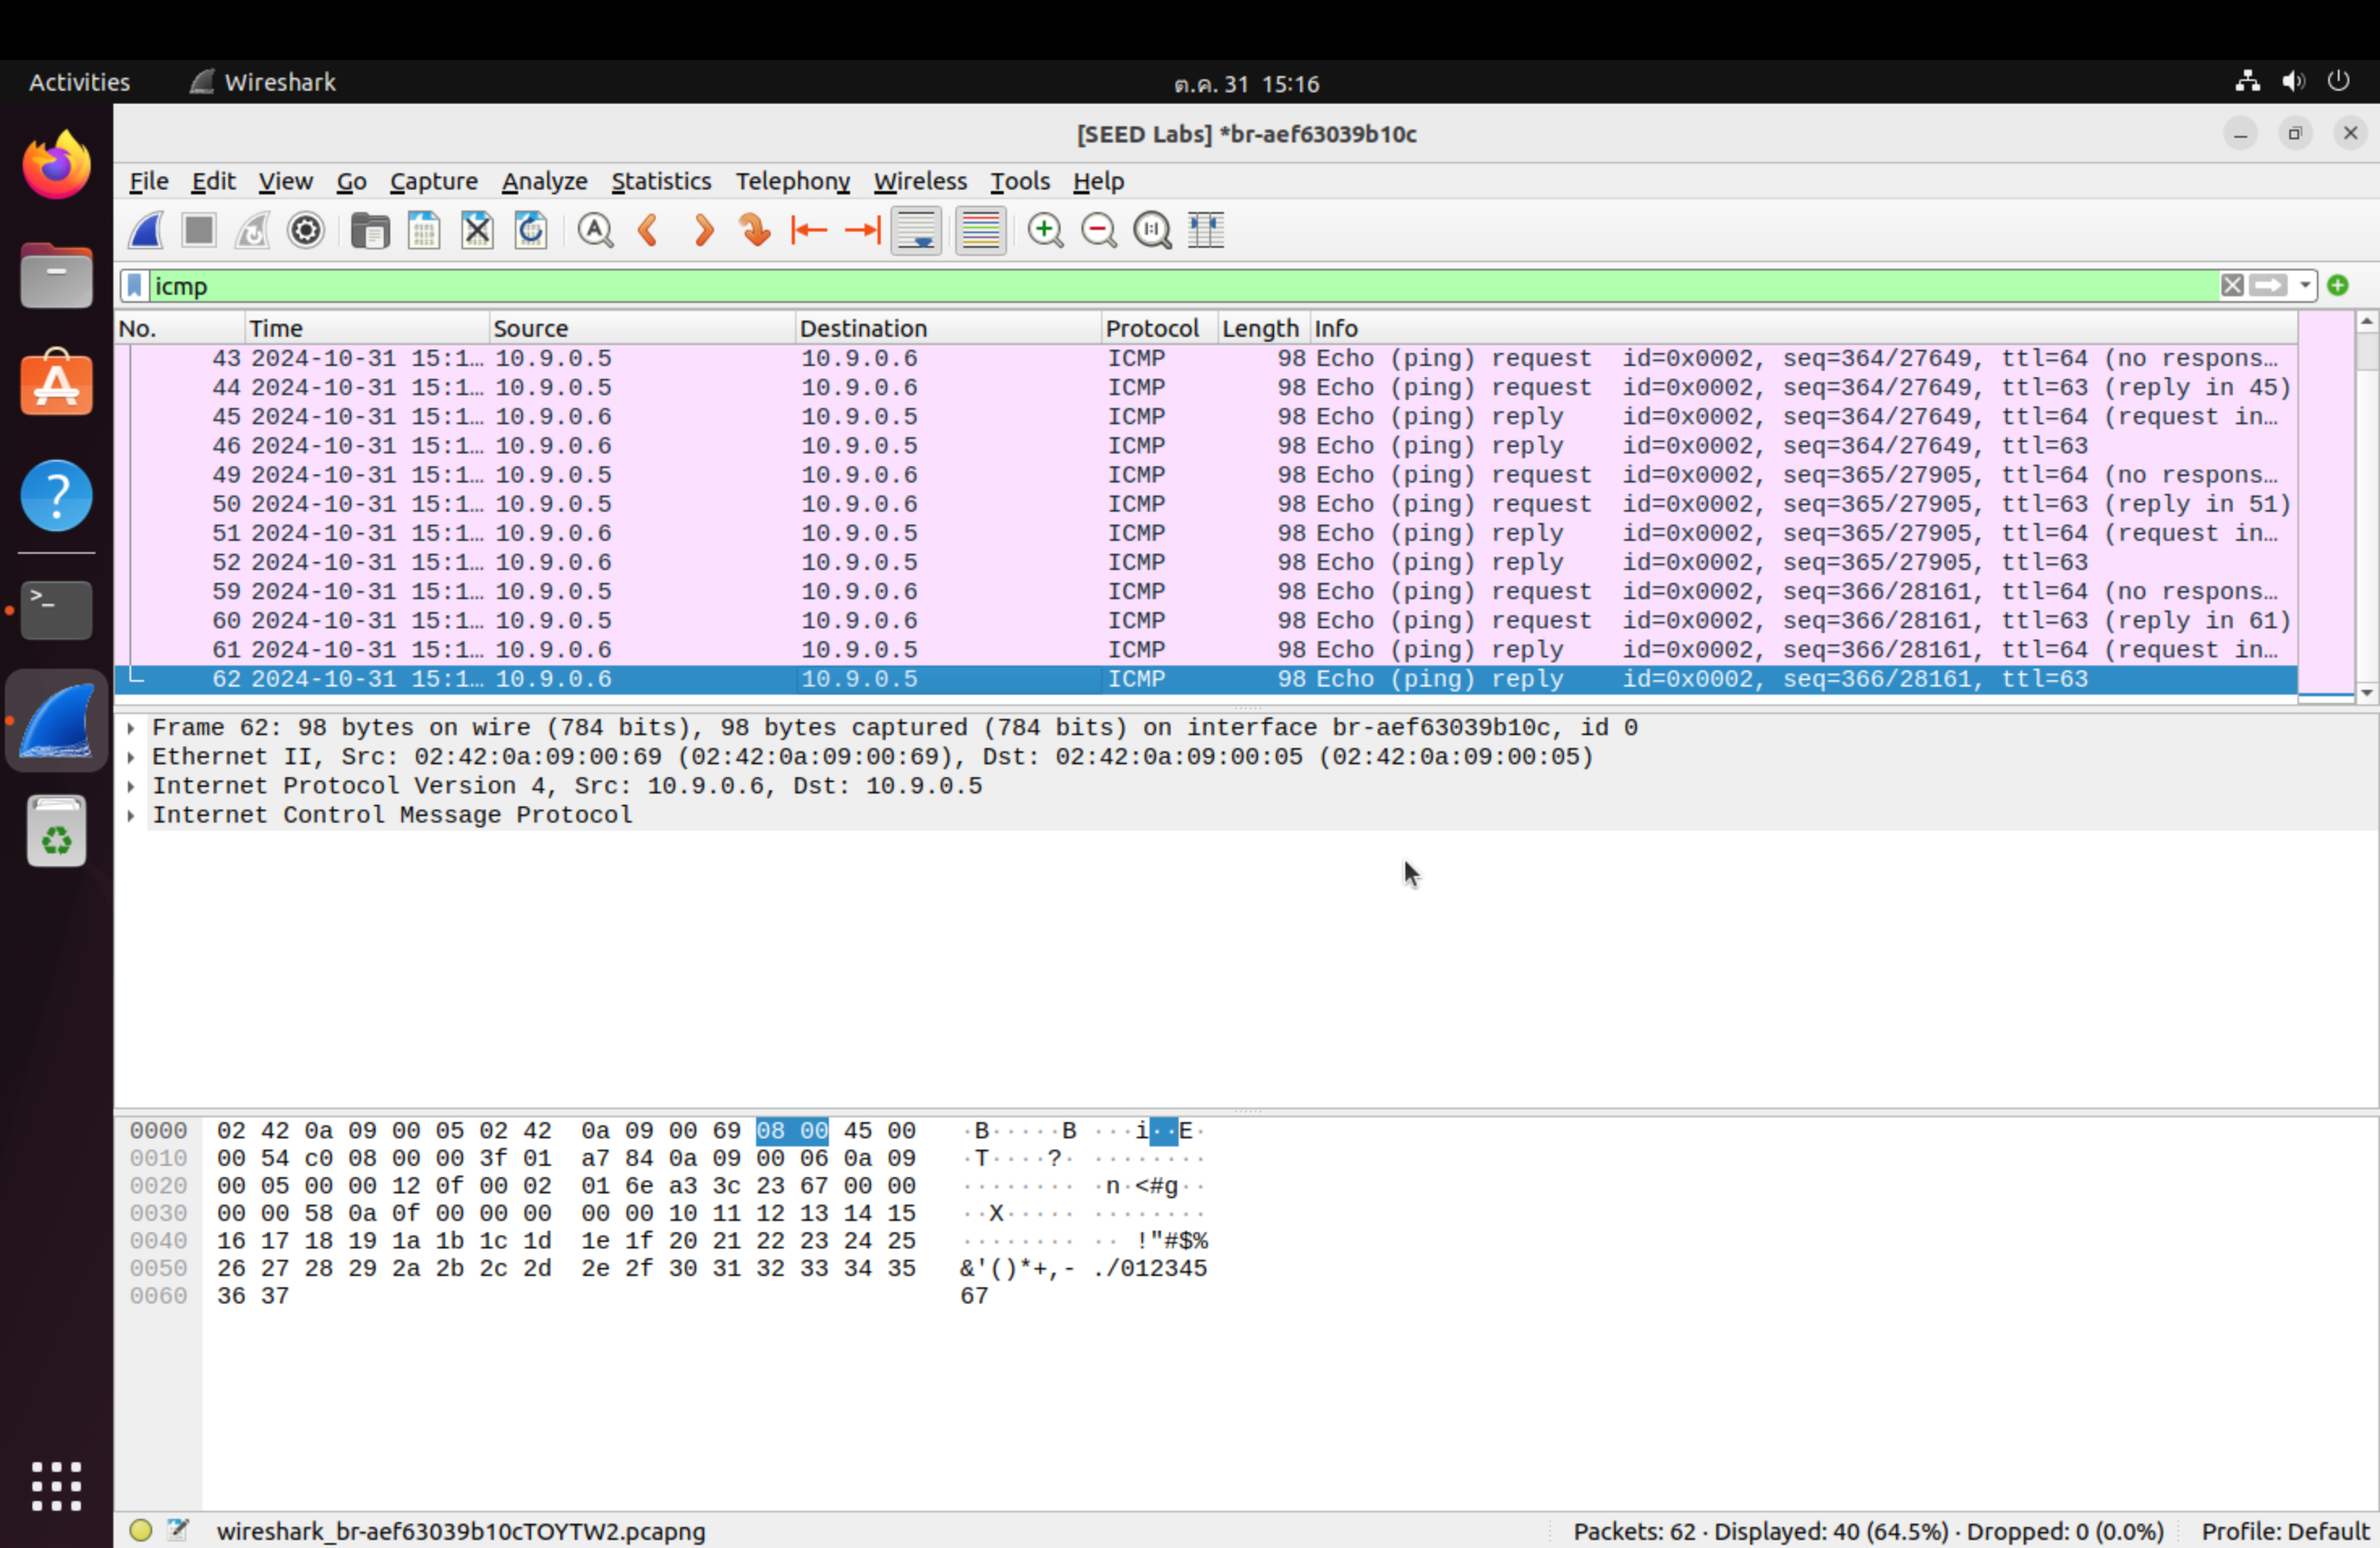 Activities Wireshark ต.ค. 31 15:16
[SEED Labs] *br-aef63039b10c
File Edit View Go Capture Analyze Statistics Telephony Wireless Tools Help
icmp
No. Time Source Destination Protocol Length Info
43 2024-10-31 15:1… 10.9.0.5 10.9.0.6 ICMP 98 Echo (ping) request id=0x0002, seq=364/27649, ttl=64 (no respons…
44 2024-10-31 15:1… 10.9.0.5 10.9.0.6 ICMP 98 Echo (ping) request id=0x0002, seq=364/27649, ttl=63 (reply in 45)
45 2024-10-31 15:1… 10.9.0.6 10.9.0.5 ICMP 98 Echo (ping) reply id=0x0002, seq=364/27649, ttl=64 (request in…
46 2024-10-31 15:1… 10.9.0.6 10.9.0.5 ICMP 98 Echo (ping) reply id=0x0002, seq=364/27649, ttl=63
49 2024-10-31 15:1… 10.9.0.5 10.9.0.6 ICMP 98 Echo (ping) request id=0x0002, seq=365/27905, ttl=64 (no respons…
50 2024-10-31 15:1… 10.9.0.5 10.9.0.6 ICMP 98 Echo (ping) request id=0x0002, seq=365/27905, ttl=63 (reply in 51)
51 2024-10-31 15:1… 10.9.0.6 10.9.0.5 ICMP 98 Echo (ping) reply id=0x0002, seq=365/27905, ttl=64 (request in…
52 2024-10-31 15:1… 10.9.0.6 10.9.0.5 ICMP 98 Echo (ping) reply id=0x0002, seq=365/27905, ttl=63
59 2024-10-31 15:1… 10.9.0.5 10.9.0.6 ICMP 98 Echo (ping) request id=0x0002, seq=366/28161, ttl=64 (no respons…
60 2024-10-31 15:1… 10.9.0.5 10.9.0.6 ICMP 98 Echo (ping) request id=0x0002, seq=366/28161, ttl=63 (reply in 61)
61 2024-10-31 15:1… 10.9.0.6 10.9.0.5 ICMP 98 Echo (ping) reply id=0x0002, seq=366/28161, ttl=64 (request in…
62 2024-10-31 15:1… 10.9.0.6 10.9.0.5 ICMP 98 Echo (ping) reply id=0x0002, seq=366/28161, ttl=63
Frame 62: 98 bytes on wire (784 bits), 98 bytes captured (784 bits) on interface br-aef63039b10c, id 0
Ethernet II, Src: 02:42:0a:09:00:69 (02:42:0a:09:00:69), Dst: 02:42:0a:09:00:05 (02:42:0a:09:00:05)
Internet Protocol Version 4, Src: 10.9.0.6, Dst: 10.9.0.5
Internet Control Message Protocol
0000 02 42 0a 09 00 05 02 42 0a 09 00 69 08 00 45 00 ·B·····B ···i··E·
0010 00 54 c0 08 00 00 3f 01 a7 84 0a 09 00 06 0a 09 ·T····?· ········
0020 00 05 00 00 12 0f 00 02 01 6e a3 3c 23 67 00 00 ········ ·n·<#g··
0030 00 00 58 0a 0f 00 00 00 00 00 10 11 12 13 14 15 ··X····· ········
0040 16 17 18 19 1a 1b 1c 1d 1e 1f 20 21 22 23 24 25 ········ ·· !"#$%
0050 26 27 28 29 2a 2b 2c 2d 2e 2f 30 31 32 33 34 35 &'()*+,- ./012345
0060 36 37 67
wireshark_br-aef63039b10cTOYTW2.pcapng Packets: 62 · Displayed: 40 (64.5%) · Dropped: 0 (0.0%) Profile: Default